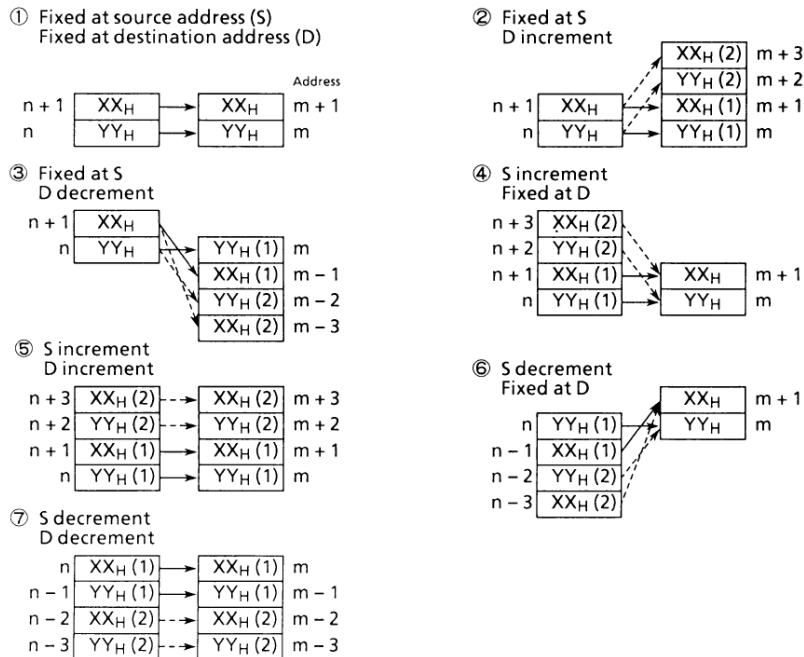 ① Fixed at source address (S)
Fixed at destination address (D)
Address
n + 1 XXH XXH m + 1
n YYH YYH m
② Fixed at S
D increment
XXH (2) m + 3
YYH (2) m + 2
n + 1 XXH XXH (1) m + 1
n YYH YYH (1) m
③ Fixed at S
D decrement
n + 1 XXH
n YYH YYH (1) m
XXH (1) m – 1
YYH (2) m – 2
XXH (2) m – 3
④ S increment
Fixed at D
n + 3 XXH (2)
n + 2 YYH (2)
n + 1 XXH (1) XXH m + 1
n YYH (1) YYH m
⑤ S increment
D increment
n + 3 XXH (2) XXH (2) m + 3
n + 2 YYH (2) YYH (2) m + 2
n + 1 XXH (1) XXH (1) m + 1
n YYH (1) YYH (1) m
⑥ S decrement
Fixed at D
XXH m + 1
n YYH (1) YYH m
n – 1 XXH (1)
n – 2 YYH (2)
n – 3 XXH (2)
⑦ S decrement
D decrement
n XXH (1) XXH (1) m
n – 1 YYH (1) YYH (1) m – 1
n – 2 XXH (2) XXH (2) m – 2
n – 3 YYH (2) YYH (2) m – 3